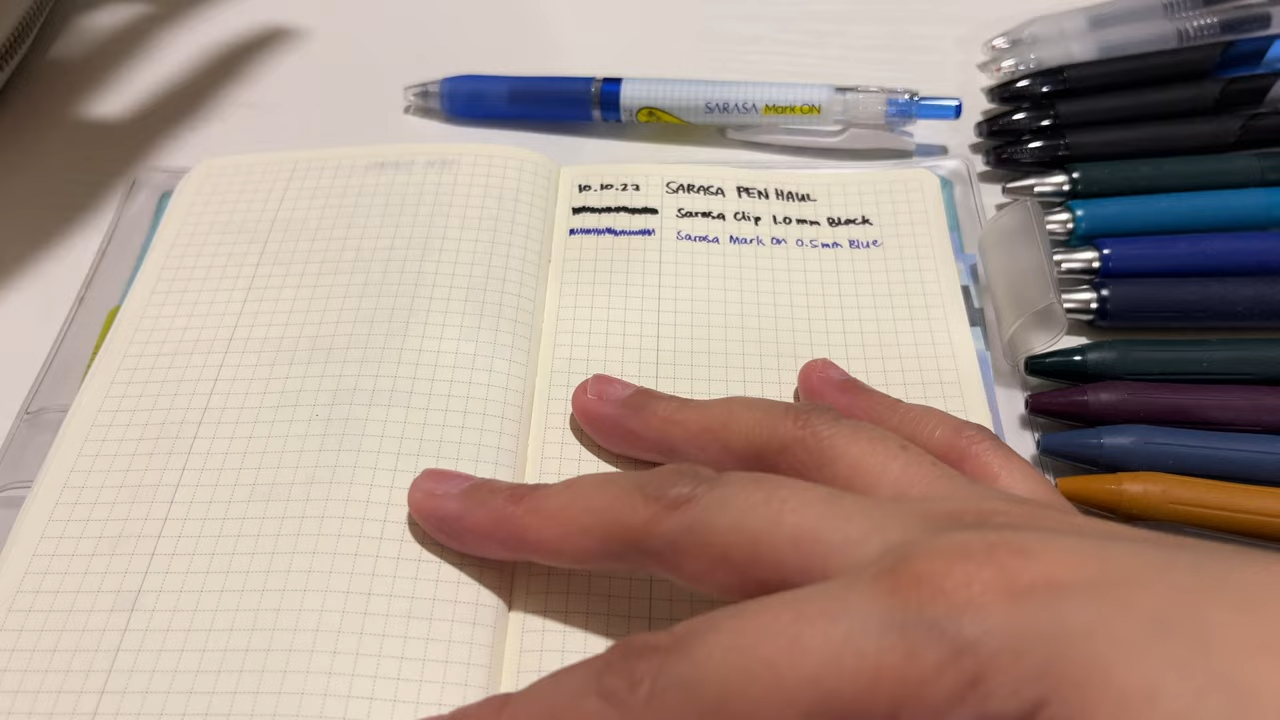 SARASA Mark ON
10.10.23 SARASA PEN HAUL
Sarasa Clip 1.0mm Black
Sarasa Mark On 0.5mm Blue